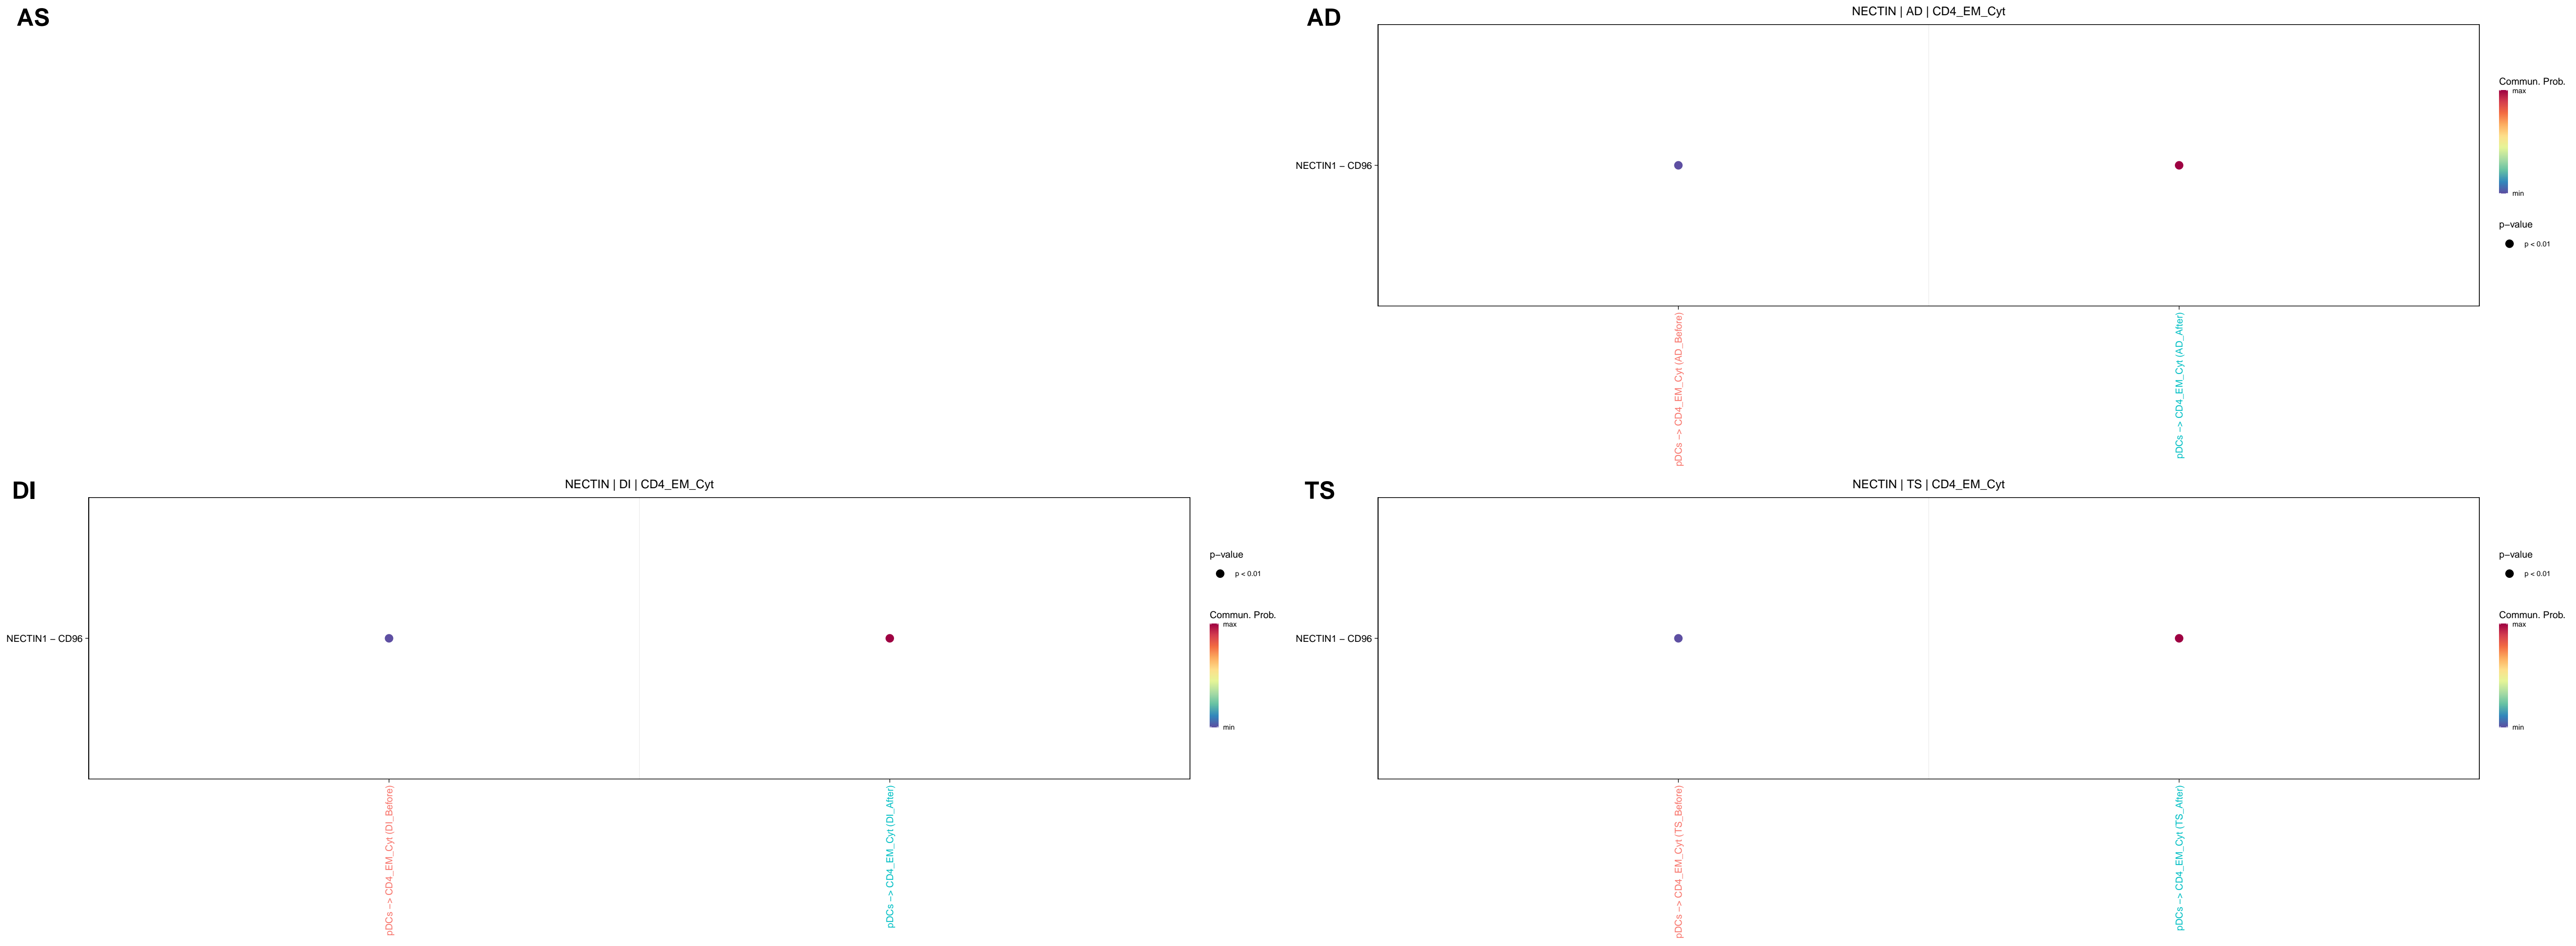 AS
AD
NECTIN | AD | CD4_EM_Cyt
NECTIN1 − CD96
pDCs −> CD4_EM_Cyt (AD_Before)
pDCs −> CD4_EM_Cyt (AD_After)
Commun. Prob.
max
min
p−value
p < 0.01
DI
NECTIN | DI | CD4_EM_Cyt
NECTIN1 − CD96
pDCs −> CD4_EM_Cyt (DI_Before)
pDCs −> CD4_EM_Cyt (DI_After)
p−value
p < 0.01
Commun. Prob.
max
min
TS
NECTIN | TS | CD4_EM_Cyt
NECTIN1 − CD96
pDCs −> CD4_EM_Cyt (TS_Before)
pDCs −> CD4_EM_Cyt (TS_After)
p−value
p < 0.01
Commun. Prob.
max
min